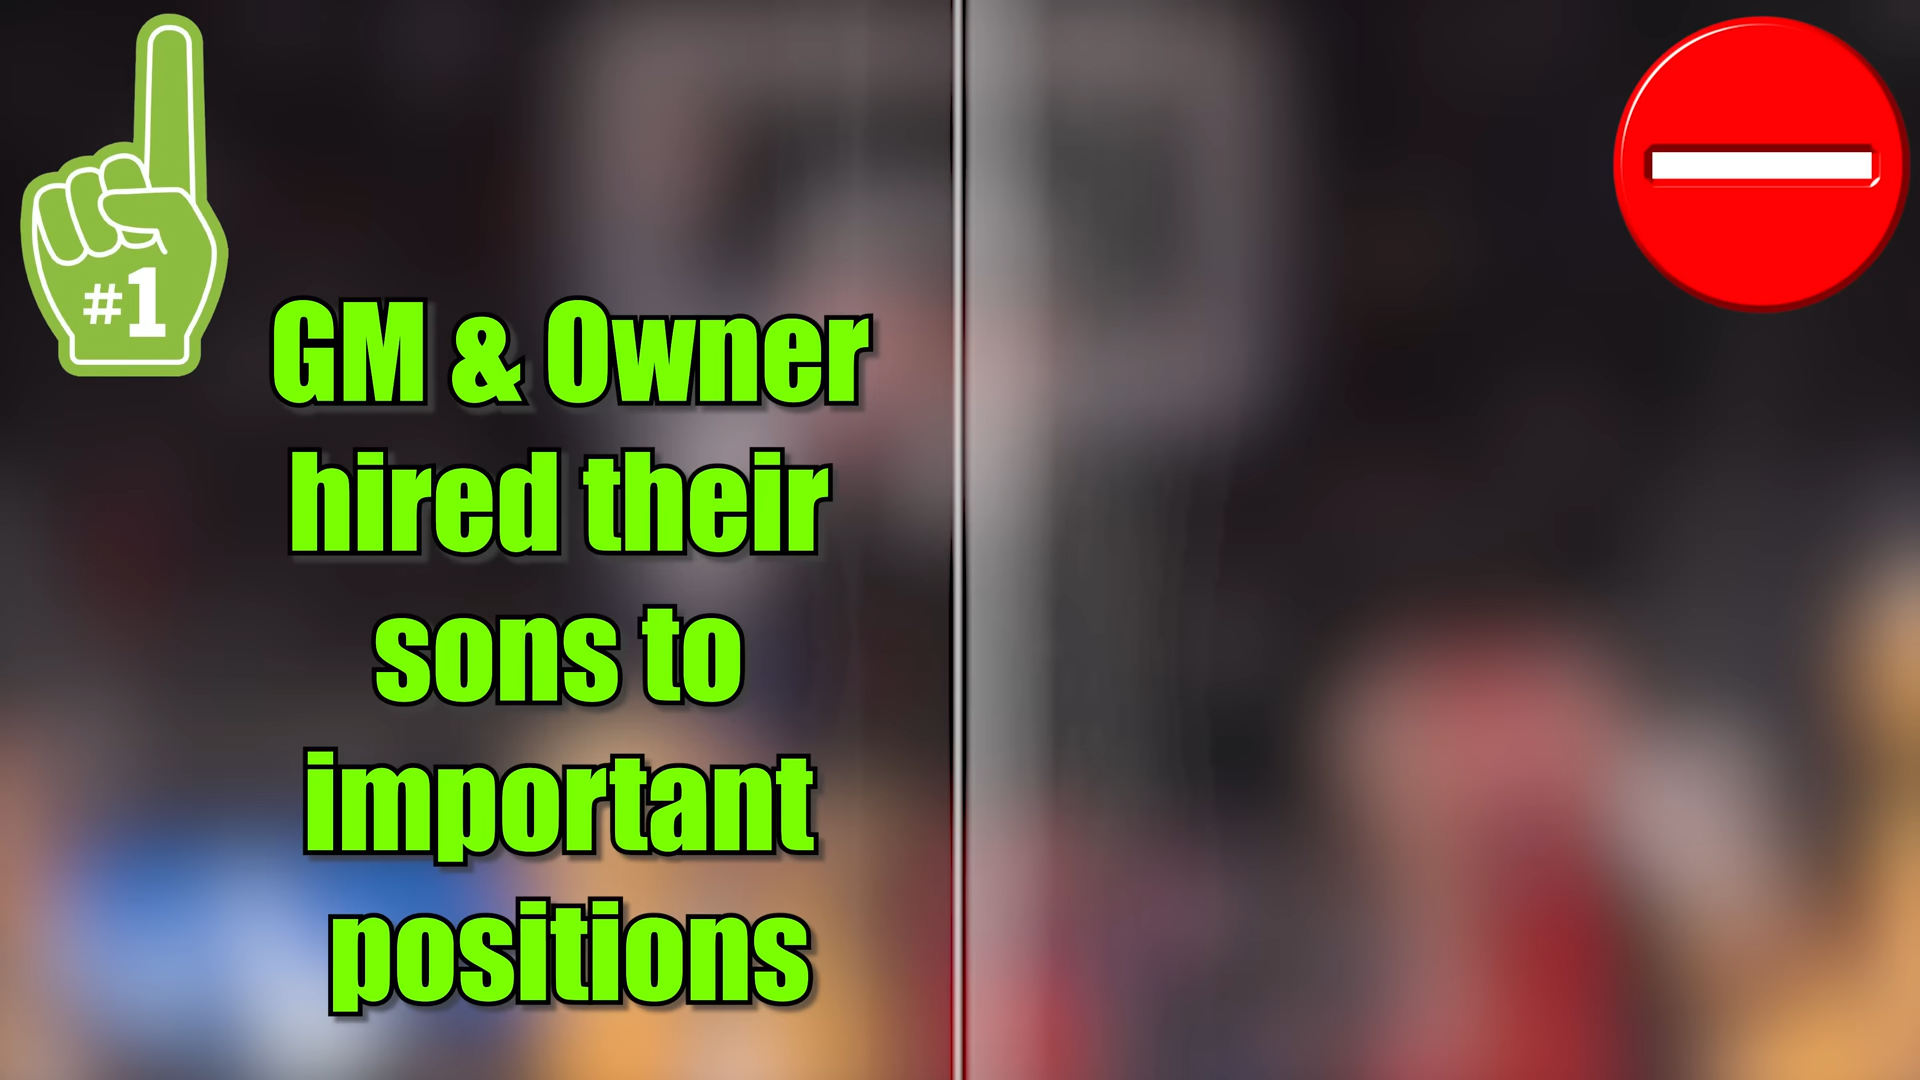 #1
GM & Owner
hired their
sons to
important
positions